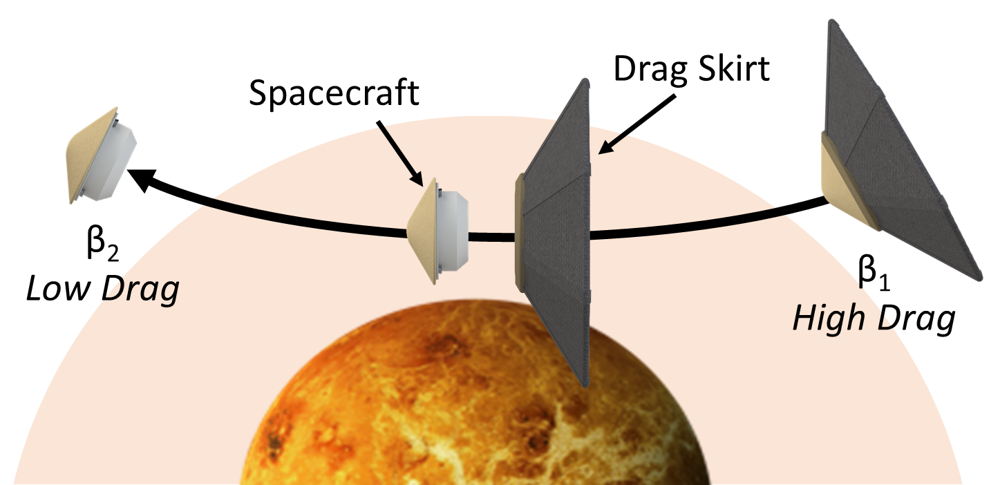 Drag Skirt
Spacecraft
β₂
Low Drag
β₁
High Drag